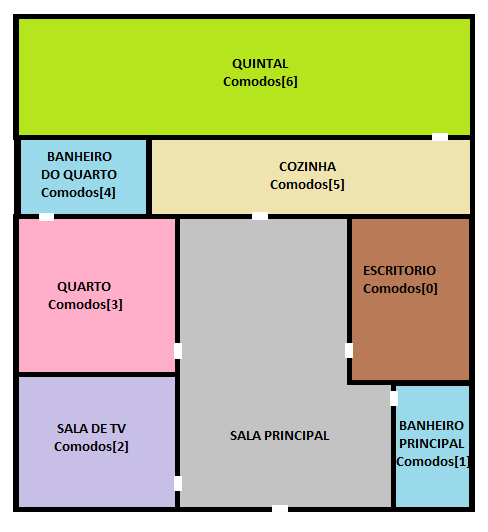 QUINTAL
Comodos[6]
BANHEIRO
DO QUARTO
Comodos[4]
COZINHA
Comodos[5]
QUARTO
Comodos[3]
ESCRITORIO
Comodos[0]
SALA DE TV
Comodos[2]
SALA PRINCIPAL
BANHEIRO
PRINCIPAL
Comodos[1]